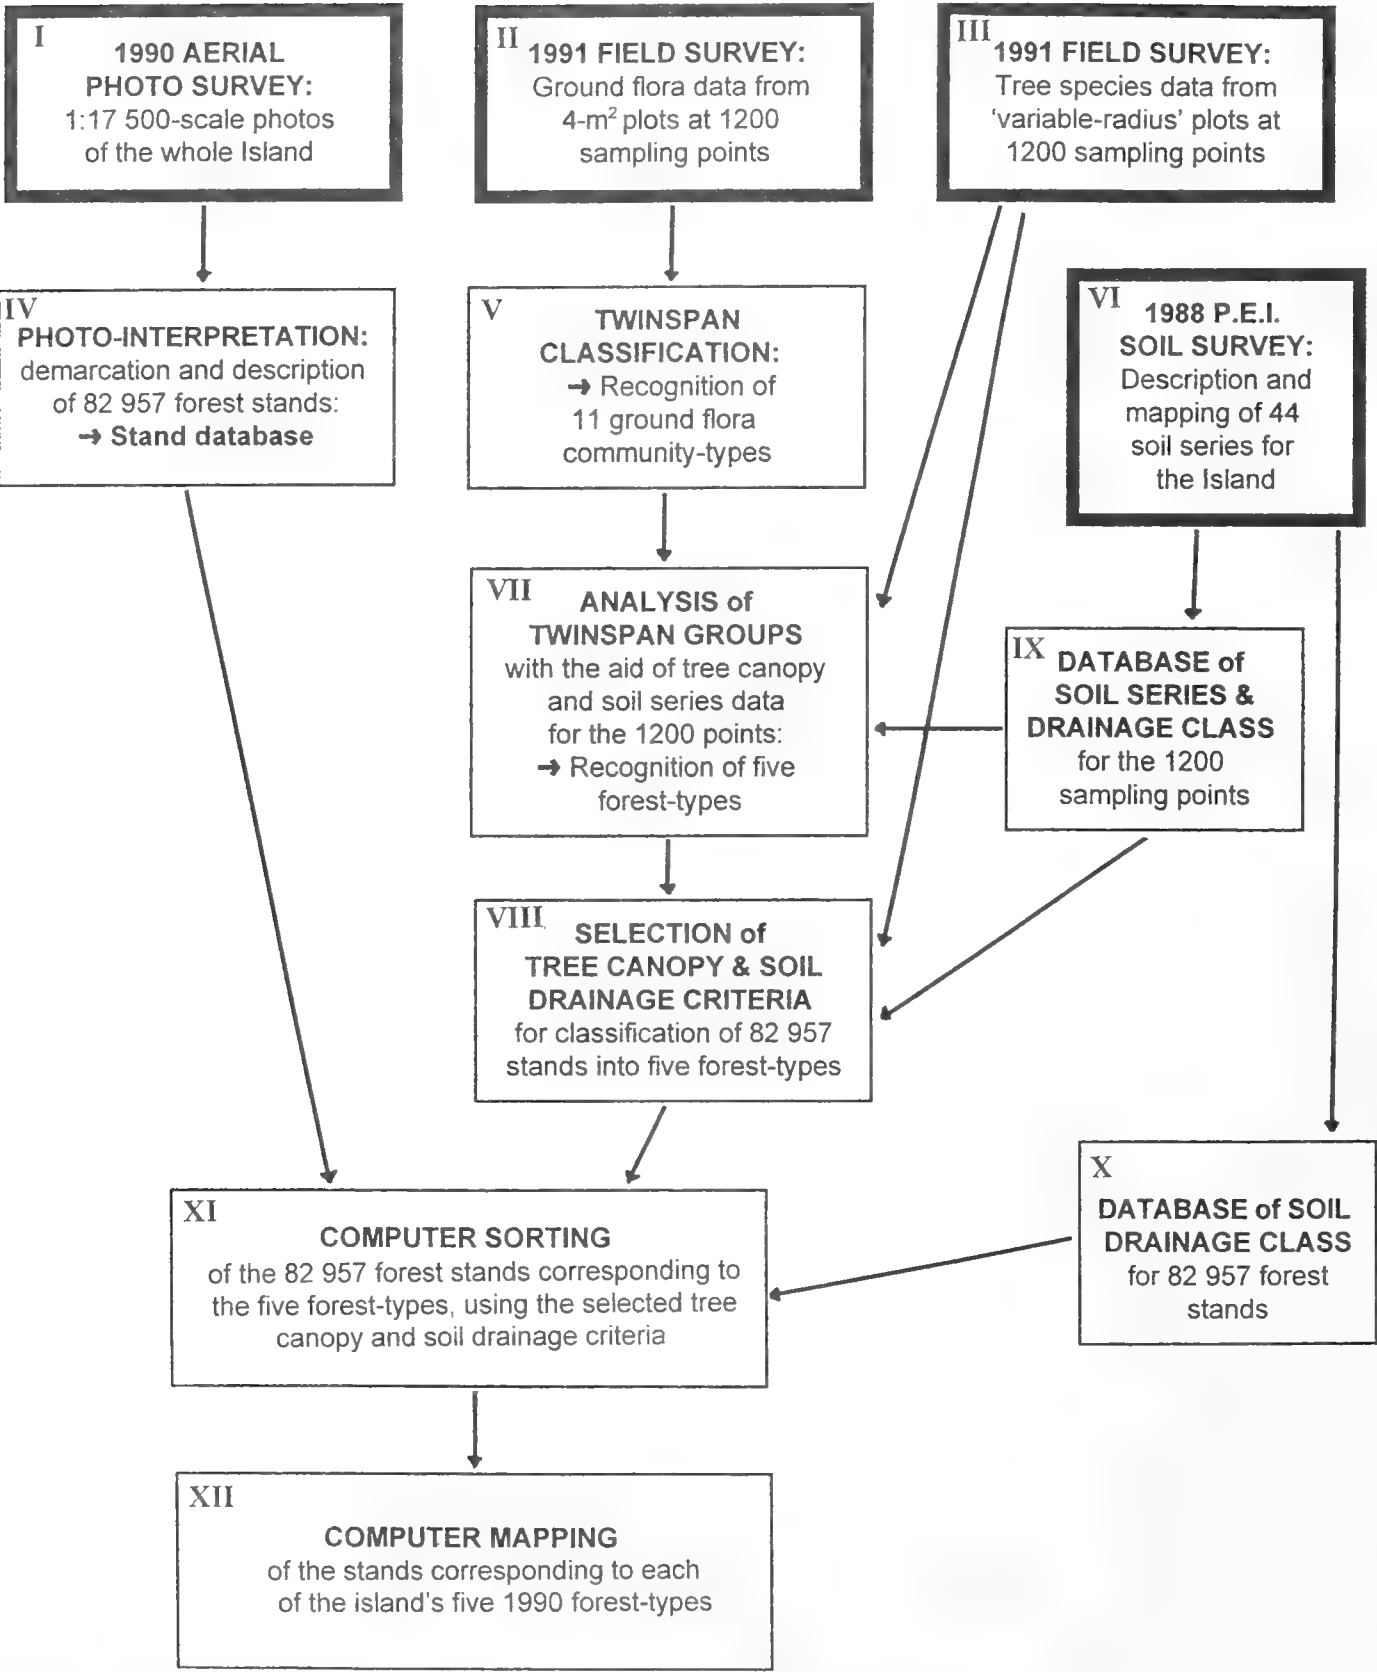 I
1990 AERIAL
PHOTO SURVEY:
1:17 500-scale photos
of the whole Island
II
1991 FIELD SURVEY:
Ground flora data from
4-m² plots at 1200
sampling points
III
1991 FIELD SURVEY:
Tree species data from
'variable-radius' plots at
1200 sampling points
IV
PHOTO-INTERPRETATION:
demarcation and description
of 82 957 forest stands:
→ Stand database
V
TWINSPAN
CLASSIFICATION:
→ Recognition of
11 ground flora
community-types
VI
1988 P.E.I.
SOIL SURVEY:
Description and
mapping of 44
soil series for
the Island
VII
ANALYSIS of
TWINSPAN GROUPS
with the aid of tree canopy
and soil series data
for the 1200 points:
→ Recognition of five
forest-types
IX
DATABASE of
SOIL SERIES &
DRAINAGE CLASS
for the 1200
sampling points
VIII
SELECTION of
TREE CANOPY & SOIL
DRAINAGE CRITERIA
for classification of 82 957
stands into five forest-types
X
DATABASE of SOIL
DRAINAGE CLASS
for 82 957 forest
stands
XI
COMPUTER SORTING
of the 82 957 forest stands corresponding to
the five forest-types, using the selected tree
canopy and soil drainage criteria
XII
COMPUTER MAPPING
of the stands corresponding to each
of the island's five 1990 forest-types